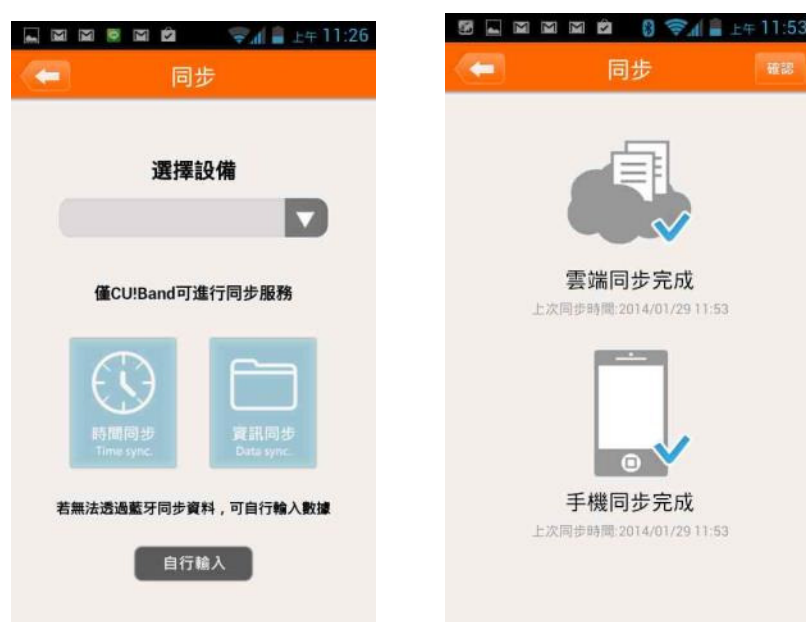 上午 11:26
同步
選擇設備
僅CU!Band可進行同步服務
時間同步
Time sync.
資訊同步
Data sync.
若無法透過藍牙同步資料，可自行輸入數據
自行輸入
上午 11:53
同步
確認
雲端同步完成
上次同步時間:2014/01/29 11:53
手機同步完成
上次同步時間:2014/01/29 11:53